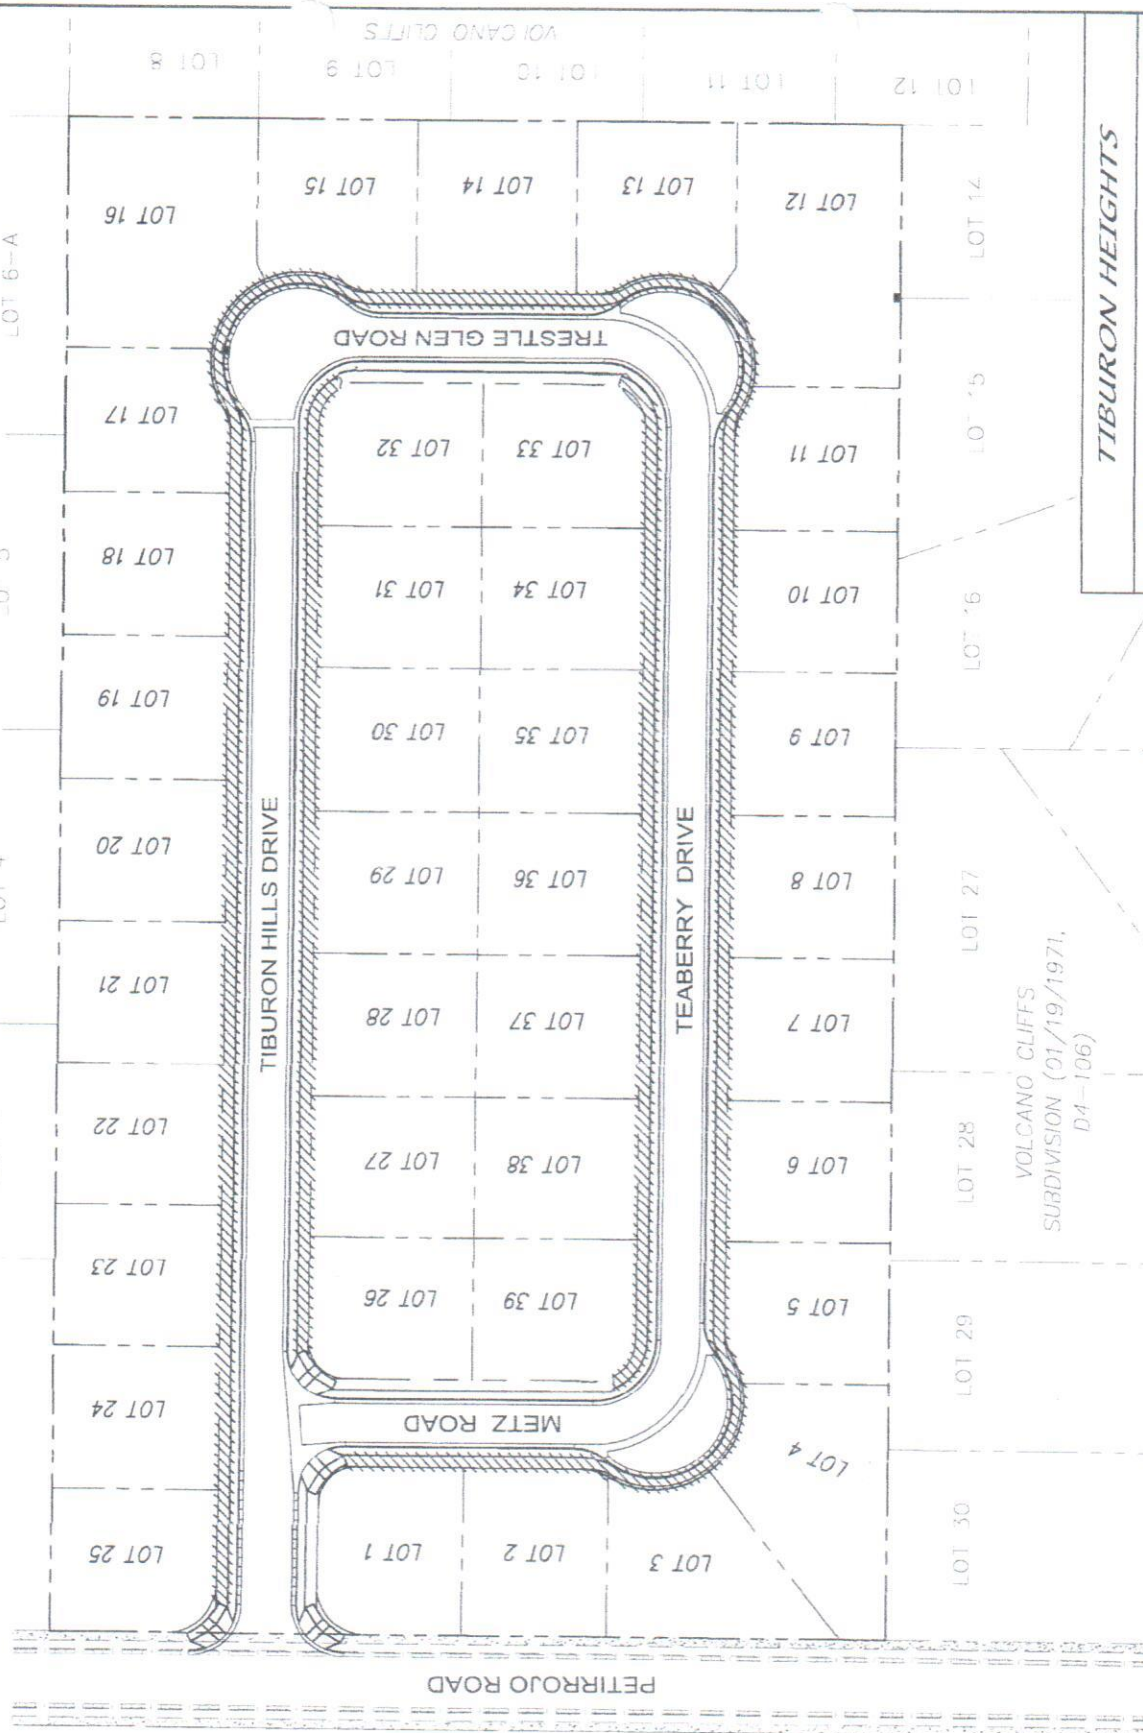 VOLCANO CLIFFS
LOT 8
LOT 9
LOT 10
LOT 11
LOT 12
LOT 6-A
LOT 14
LOT 16
LOT 27
LOT 28
LOT 29
LOT 30
VOLCANO CLIFFS
SUBDIVISION (01/19/1971,
D4-106)
TIBURON HEIGHTS
LOT 16
LOT 15
LOT 14
LOT 13
LOT 12
TRESTLE GLEN ROAD
LOT 17
LOT 32
LOT 33
LOT 11
LOT 18
LOT 31
LOT 34
LOT 10
LOT 19
LOT 30
LOT 35
LOT 9
LOT 20
LOT 29
LOT 36
LOT 8
TIBURON HILLS DRIVE
TEABERRY DRIVE
LOT 21
LOT 28
LOT 37
LOT 7
LOT 22
LOT 27
LOT 38
LOT 6
LOT 23
LOT 26
LOT 39
LOT 5
LOT 24
METZ ROAD
LOT 4
LOT 25
LOT 1
LOT 2
LOT 3
PETIRROJO ROAD